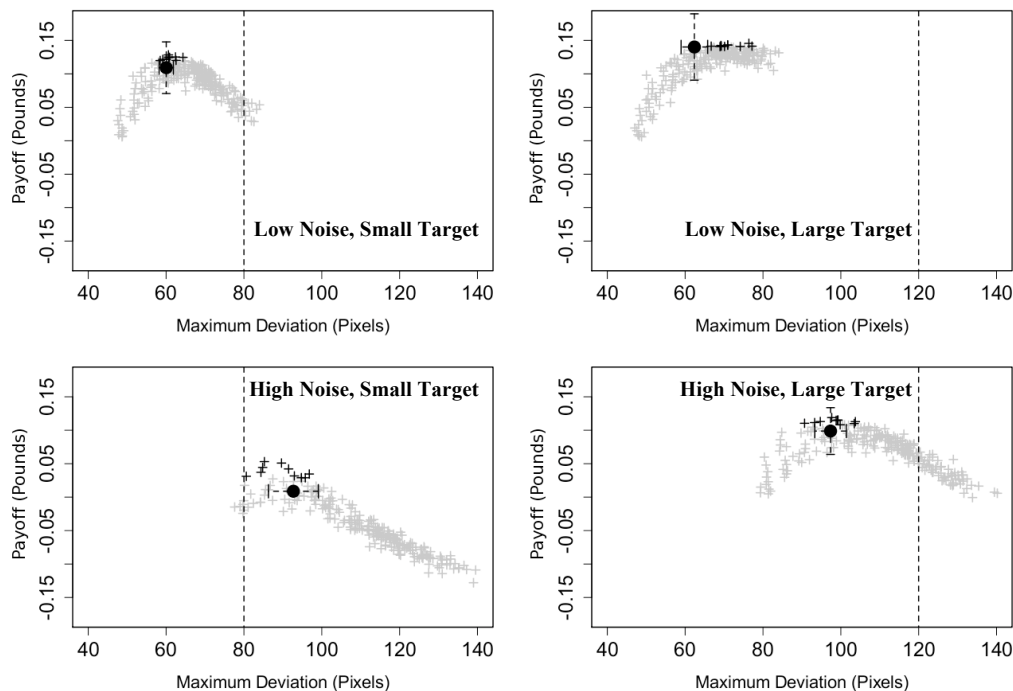 0.15
0.05
-0.05
-0.15
Payoff (Pounds)
Low Noise, Small Target
40 60 80 100 120 140
Maximum Deviation (Pixels)
0.15
0.05
-0.05
-0.15
Payoff (Pounds)
Low Noise, Large Target
40 60 80 100 120 140
Maximum Deviation (Pixels)
High Noise, Small Target
0.15
0.05
-0.05
-0.15
Payoff (Pounds)
40 60 80 100 120 140
Maximum Deviation (Pixels)
High Noise, Large Target
0.15
0.05
-0.05
-0.15
Payoff (Pounds)
40 60 80 100 120 140
Maximum Deviation (Pixels)